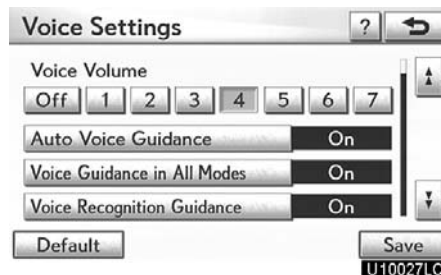 Voice Settings ?
Voice Volume
Off 1 2 3 4 5 6 7
Auto Voice Guidance On
Voice Guidance in All Modes On
Voice Recognition Guidance On
Default Save
U10027LC